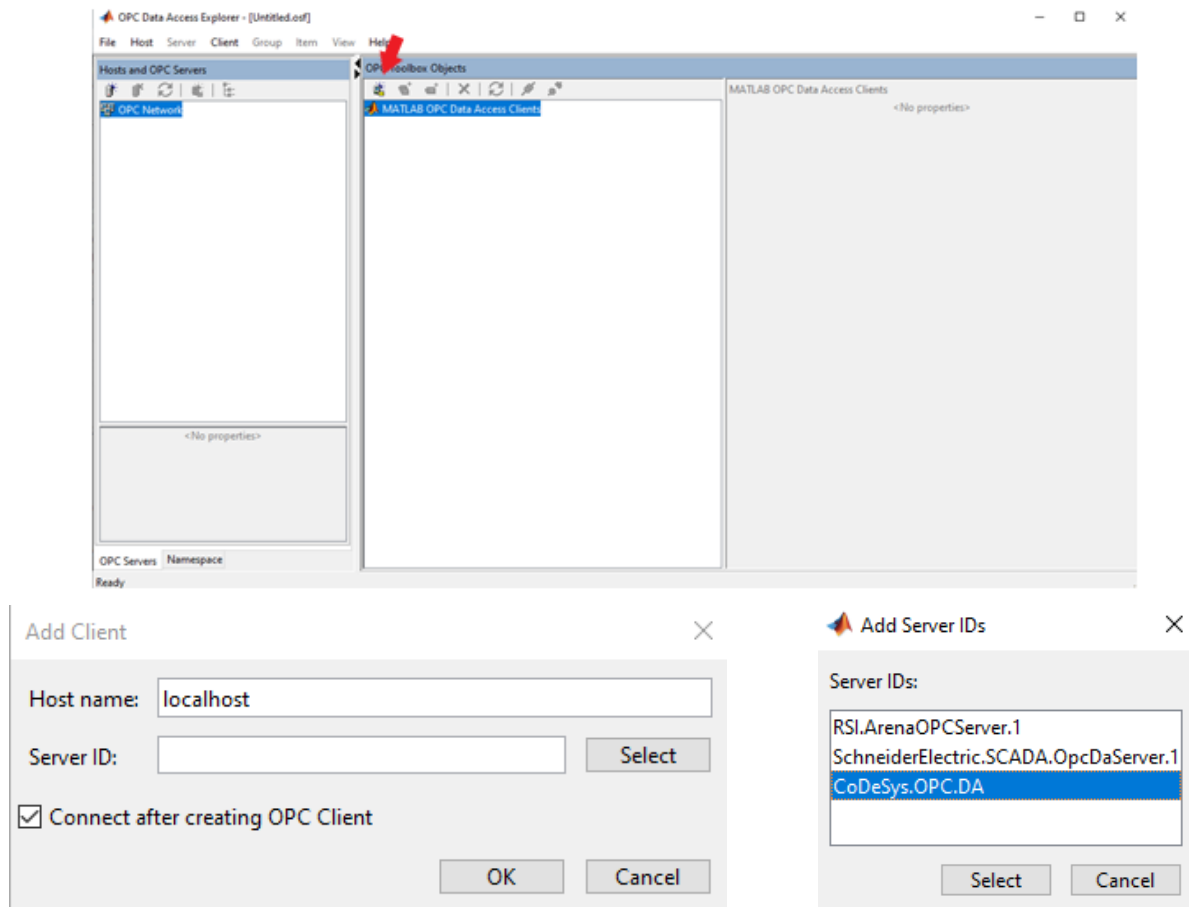 OPC Data Access Explorer - [Untitled.osf]
File Host Server Client Group Item View Help
Hosts and OPC Servers
OPC Toolbox Objects
OPC Network
MATLAB OPC Data Access Clients
MATLAB OPC Data Access Clients
<No properties>
<No properties>
OPC Servers Namespace
Ready
Add Client
Host name: localhost
Server ID: Select
Connect after creating OPC Client
OK Cancel
Add Server IDs
Server IDs:
RSI.ArenaOPCServer.1
SchneiderElectric.SCADA.OpcDaServer.1
CoDeSys.OPC.DA
Select Cancel